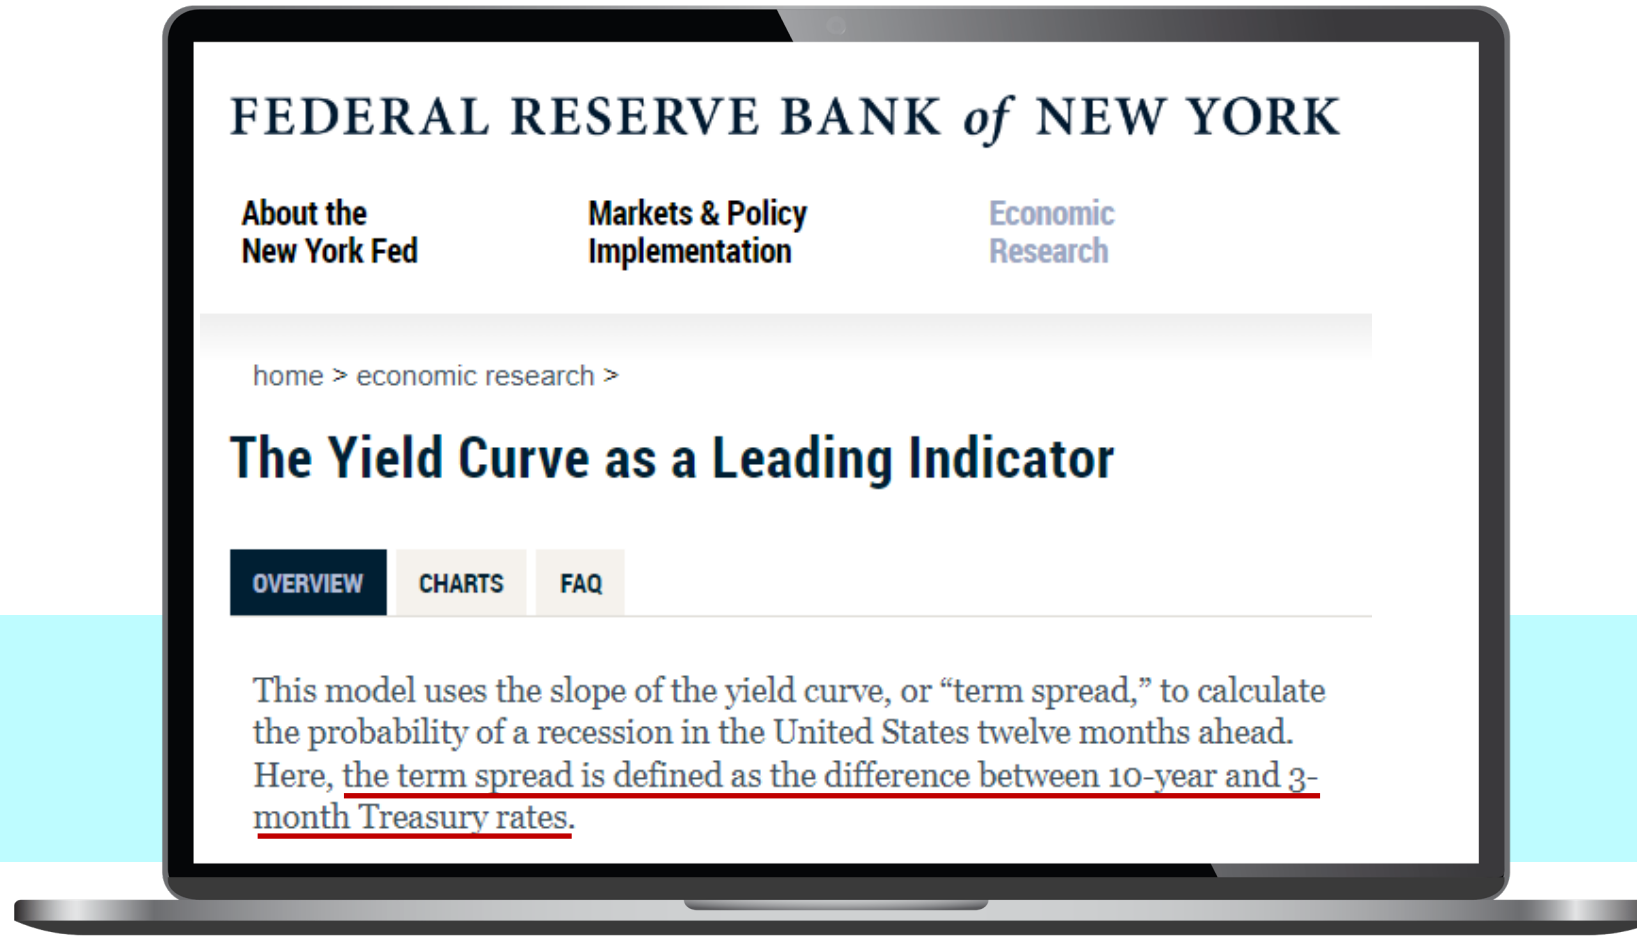 FEDERAL RESERVE BANK of NEW YORK
About the
New York Fed
Markets & Policy
Implementation
Economic
Research
home > economic research >
The Yield Curve as a Leading Indicator
OVERVIEW CHARTS FAQ
This model uses the slope of the yield curve, or “term spread,” to calculate
the probability of a recession in the United States twelve months ahead.
Here, the term spread is defined as the difference between 10-year and 3-
month Treasury rates.